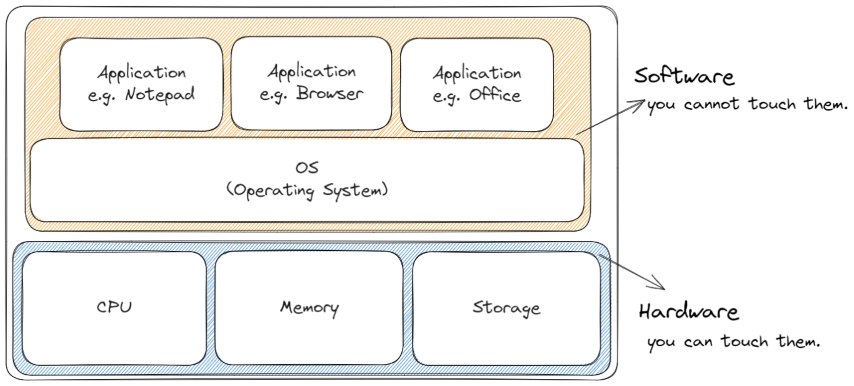 Application
e.g. Notepad
Application
e.g. Browser
Application
e.g. Office
OS
(Operating System)
Software
you cannot touch them.
CPU
Memory
Storage
Hardware
you can touch them.